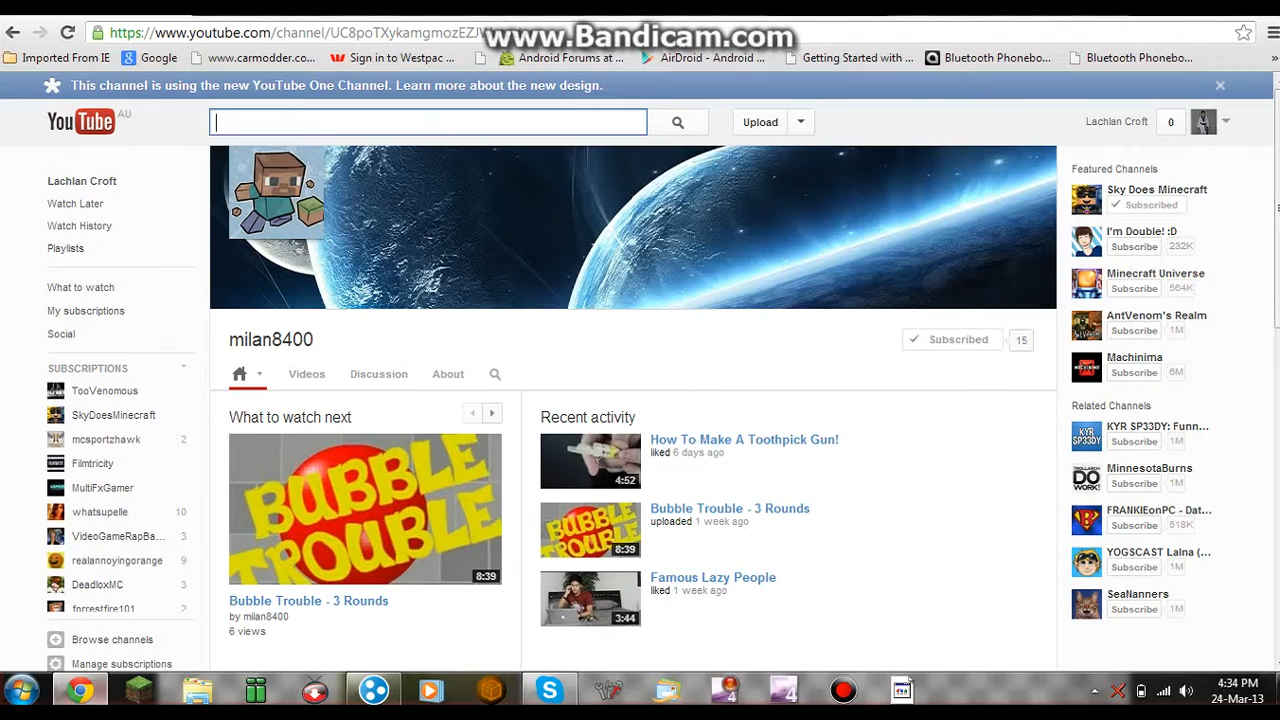 https://www.youtube.com/channel/UC8poTXykamgmozEZJ
www.Bandicam.com
Imported From IE
Google
www.carmodder.co...
Sign in to Westpac ...
Android Forums at ...
AirDroid - Android ...
Getting Started with ...
Bluetooth Phonebo...
Bluetooth Phonebo...
»
This channel is using the new YouTube One Channel. Learn more about the new design.
YouTube AU
Upload
Lachlan Croft
0
Lachlan Croft
Watch Later
Watch History
Playlists
What to watch
My subscriptions
Social
SUBSCRIPTIONS
TooVenomous
SkyDoesMinecraft
mcsportzhawk 2
Filmtricity
MultiFxGamer
whatsupelle 10
VideoGameRapBa... 3
realannoyingorange 9
DeadloxMC 3
forrestfire101 2
Browse channels
Manage subscriptions
milan8400
Subscribed 15
Videos
Discussion
About
What to watch next
BUBBLE
TROUBLE
8:39
Bubble Trouble - 3 Rounds
by milan8400
6 views
Recent activity
4:52
How To Make A Toothpick Gun!
liked 6 days ago
BUBBLE
TROUBLE
8:39
Bubble Trouble - 3 Rounds
uploaded 1 week ago
3:44
Famous Lazy People
liked 1 week ago
Featured Channels
Sky Does Minecraft
Subscribed
I'm Double! :D
Subscribe 232K
Minecraft Universe
Subscribe 564K
AntVenom's Realm
Subscribe 1M
Machinima
Subscribe 6M
Related Channels
KYR SP33DY
KYR SP33DY: Funn...
Subscribe 1M
DO WORK!
MinnesotaBurns
Subscribe 1M
FRANKIEonPC - Dat...
Subscribe 518K
YOGSCAST Lalna (...
Subscribe 1M
SeaNanners
Subscribe 1M
4
4
4:34 PM
24-Mar-13